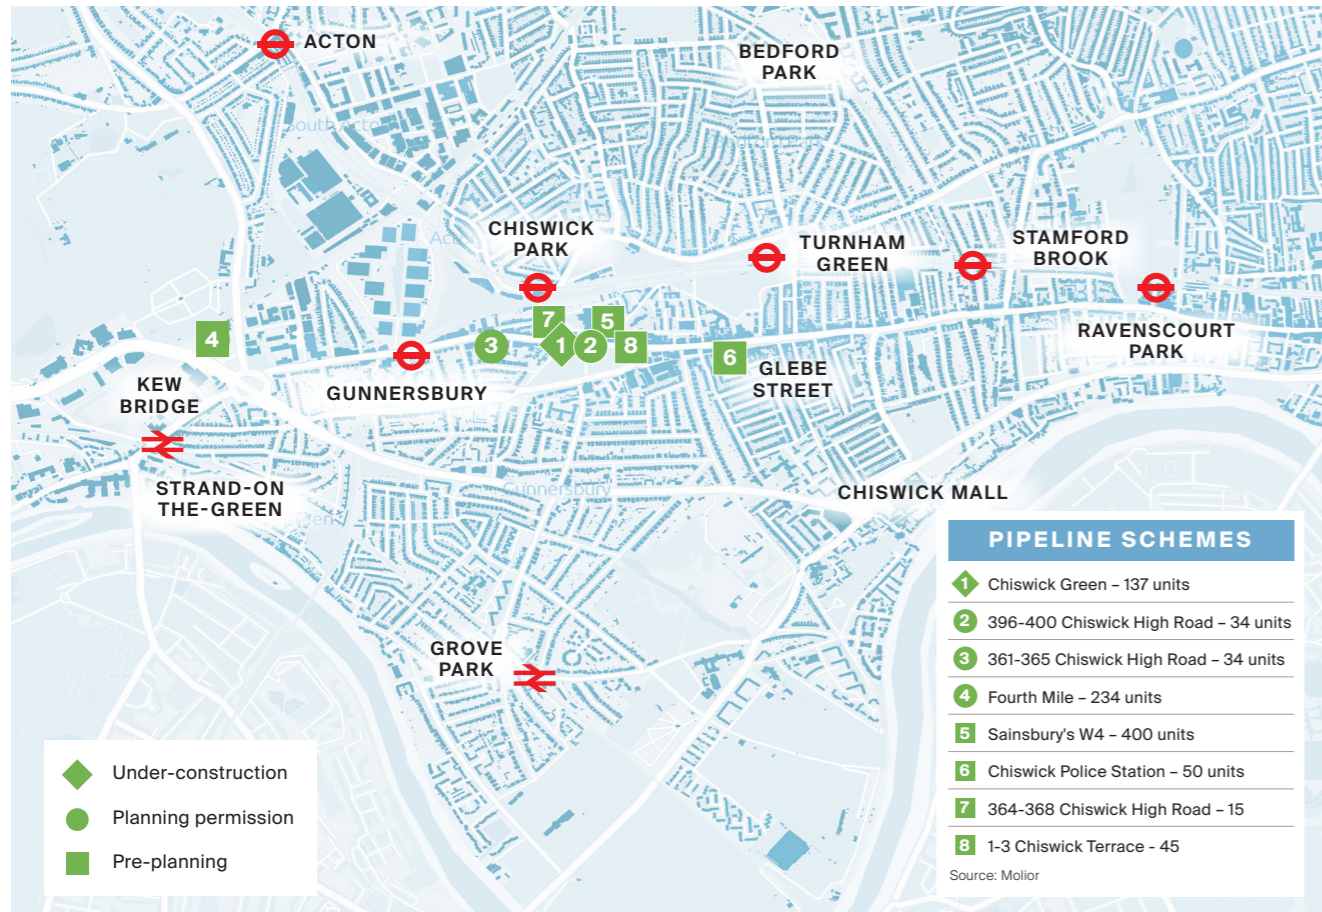 ACTON
BEDFORD
PARK
South Acto
CHISWICK
PARK
TURNHAM
GREEN
STAMFORD
BROOK
RAVENSCOURT
PARK
7
5
4
3
1
2
8
6
GLEBE
STREET
GUNNERSBURY
KEW
BRIDGE
STRAND-ON
THE-GREEN
Gunnersbury
CHISWICK MALL
GROVE
PARK
Under-construction
Planning permission
Pre-planning
PIPELINE SCHEMES
1 Chiswick Green – 137 units
2 396-400 Chiswick High Road – 34 units
3 361-365 Chiswick High Road – 34 units
4 Fourth Mile – 234 units
5 Sainsbury's W4 – 400 units
6 Chiswick Police Station – 50 units
7 364-368 Chiswick High Road – 15
8 1-3 Chiswick Terrace - 45
Source: Molior